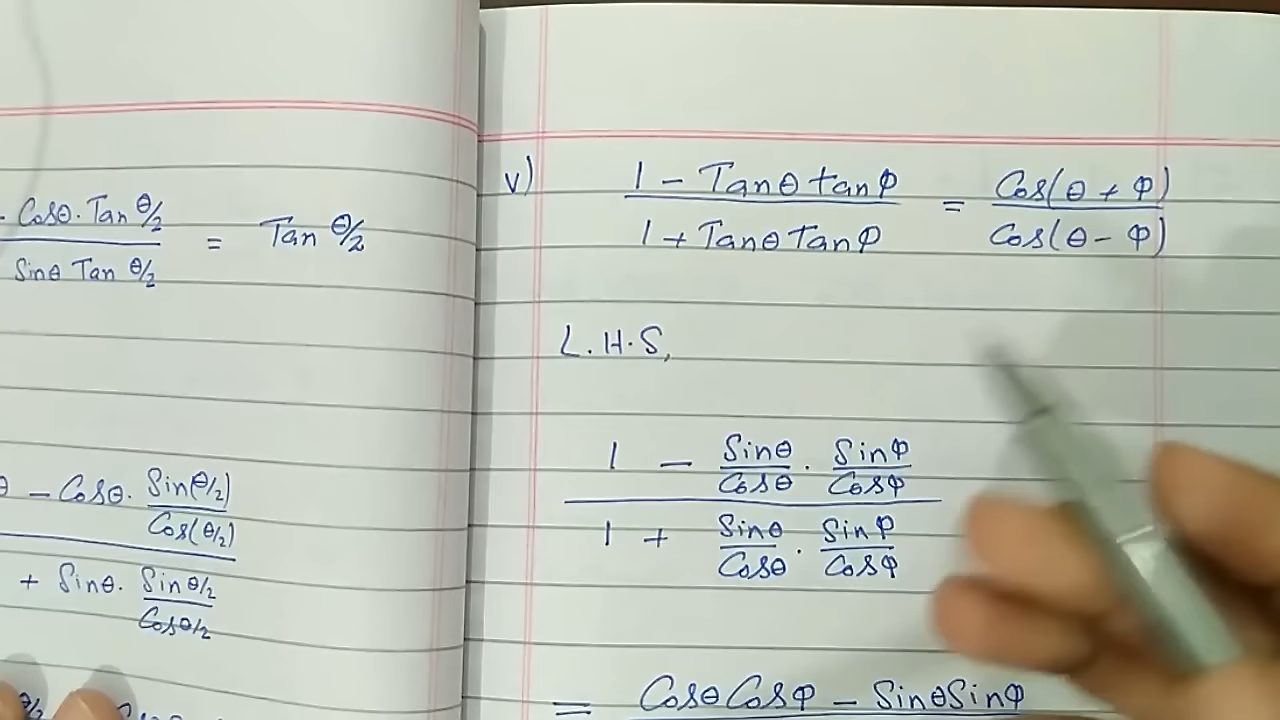 - Cosθ. Tan θ/2 / Sinθ Tan θ/2 = Tan θ/2
θ - Cosθ. Sin(θ/2) / Cos(θ/2)
+ Sinθ. Sin θ/2 / Cosθ/2
θ/2
v) 1 - Tanθ tanφ / 1 + Tanθ Tanφ = Cos(θ + φ) / Cos(θ - φ)
L.H.S,
1 - Sinθ / Cosθ . Sinφ / Cosφ
1 + Sinθ / Cosθ . Sinφ / Cosφ
= Cosθ Cosφ - Sinθ Sinφ